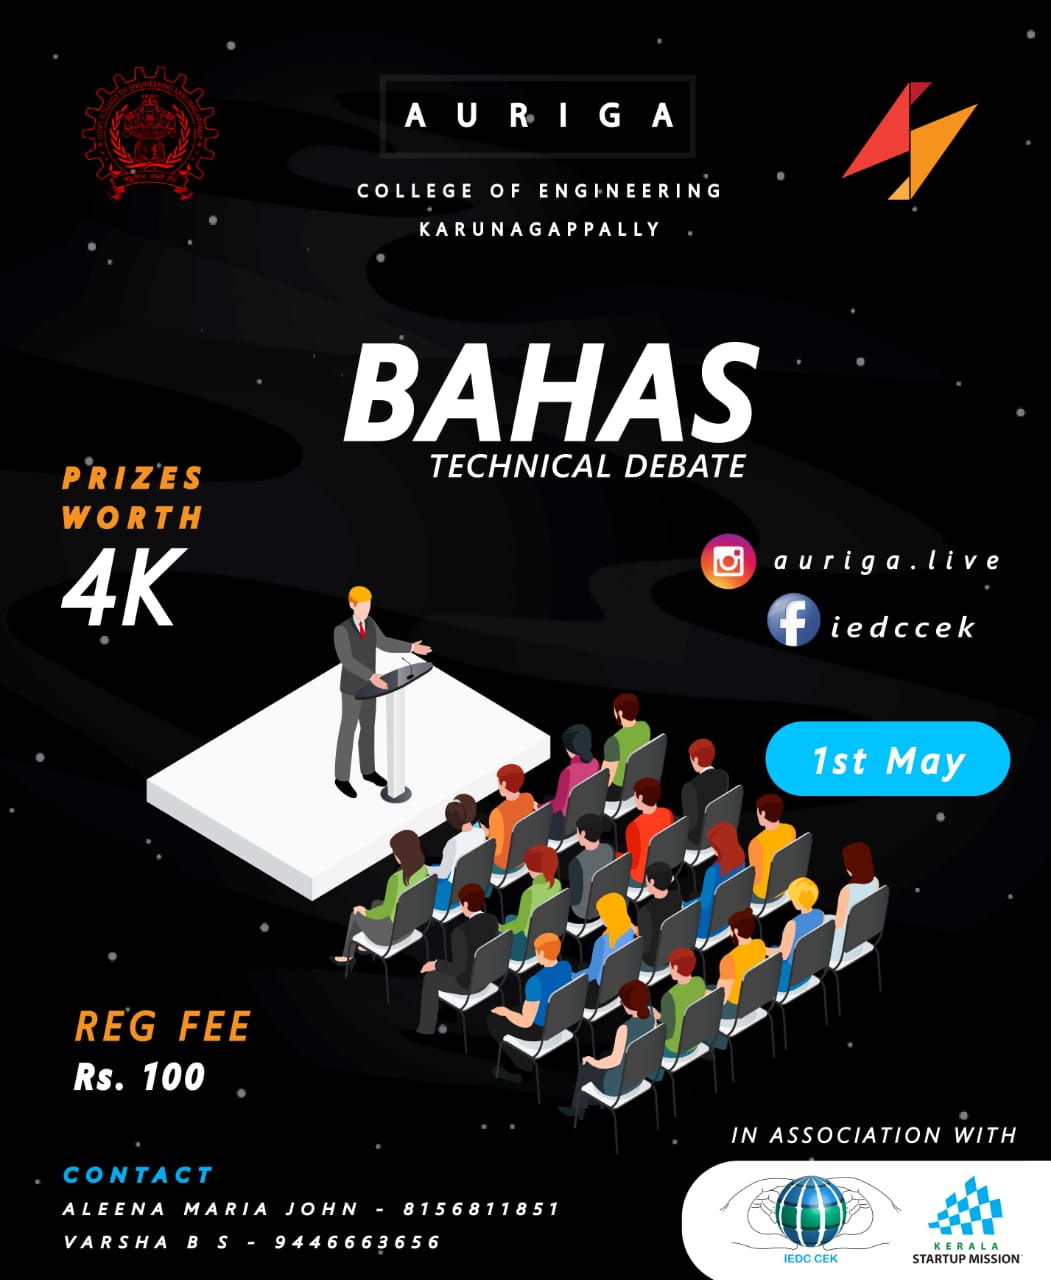 AURIGA
COLLEGE OF ENGINEERING
KARUNAGAPPALLY
BAHAS
TECHNICAL DEBATE
PRIZES
WORTH
4K
auriga.live
iedccek
1st May
REG FEE
Rs. 100
IN ASSOCIATION WITH
CONTACT
ALEENA MARIA JOHN - 8156811851
VARSHA B S - 9446663656
IEDC CEK
KERALA
STARTUP MISSION